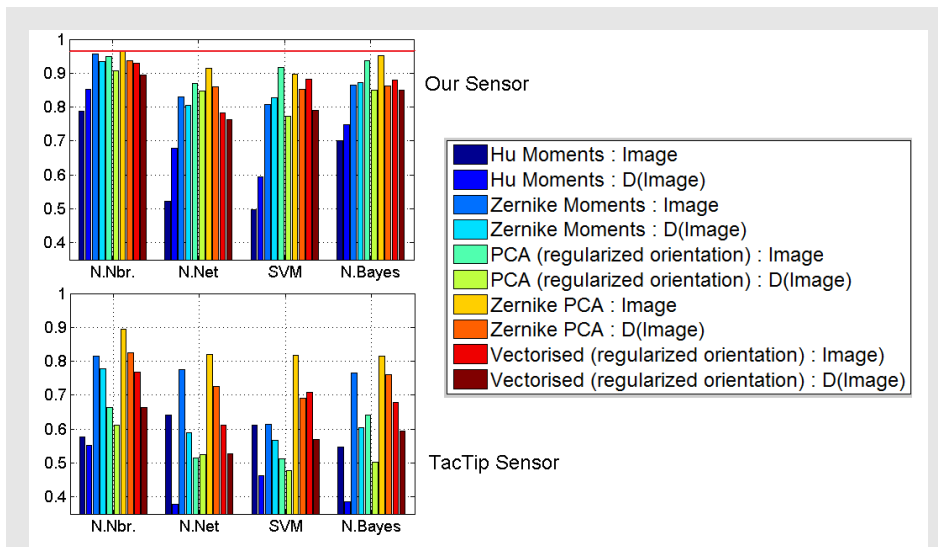 1
0.9
0.8
0.7
0.6
0.5
0.4
N.Nbr. N.Net SVM N.Bayes
Our Sensor
Hu Moments : Image
Hu Moments : D(Image)
Zernike Moments : Image
Zernike Moments : D(Image)
PCA (regularized orientation) : Image
PCA (regularized orientation) : D(Image)
Zernike PCA : Image
Zernike PCA : D(Image)
Vectorised (regularized orientation) : Image)
Vectorised (regularized orientation) : D(Image)
1
0.9
0.8
0.7
0.6
0.5
0.4
N.Nbr. N.Net SVM N.Bayes
TacTip Sensor